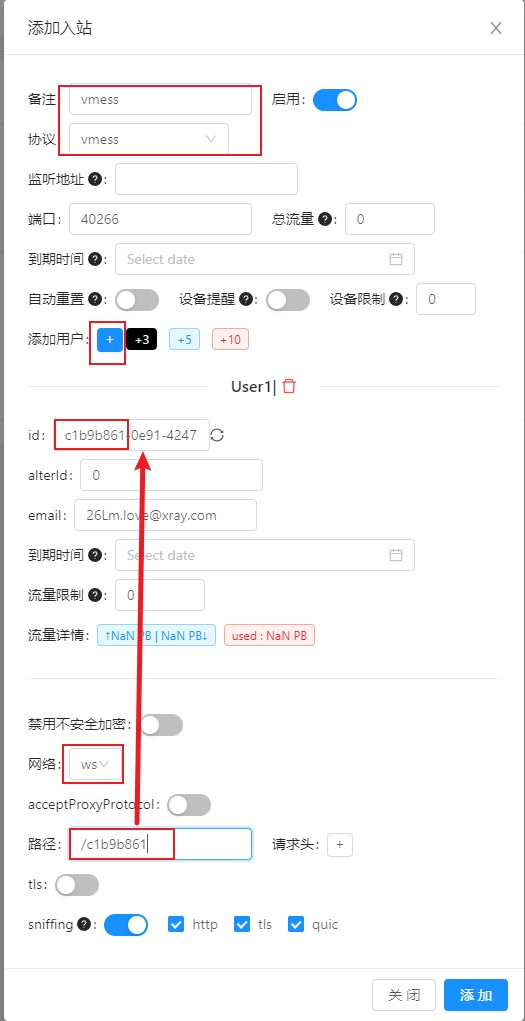 添加入站
备注: vmess 启用:
协议: vmess
监听地址 ?:
端口: 40266 总流量 ?: 0
到期时间 ?: Select date
自动重置 ?: 设备提醒 ?: 设备限制 ?: 0
添加用户: + +3 +5 +10
User1|
id: c1b9b861-0e91-4247
alterId: 0
email: 26Lm.love@xray.com
到期时间 ?: Select date
流量限制 ?: 0
流量详情: ↑NaN PB | NaN PB↓ used : NaN PB
禁用不安全加密:
网络: ws
acceptProxyProtocol:
路径: /c1b9b861 请求头: +
tls:
sniffing ?: http tls quic
关 闭 添 加